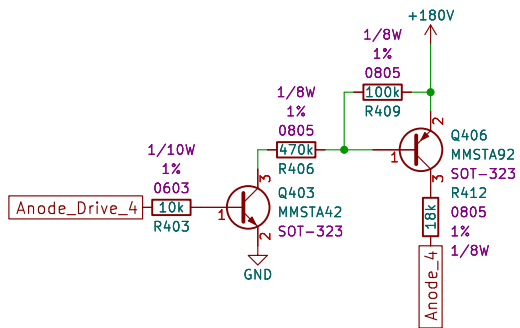 +180V
1/8W
1%
0805
100k
R409
1/8W
1%
0805
470k
R406
2
1
3
Q406
MMSTA92
SOT-323
1/10W
1%
0603
Anode_Drive_4
10k
R403
1
3
2
Q403
MMSTA42
SOT-323
GND
R412
0805
1%
1/8W
18k
Anode_4